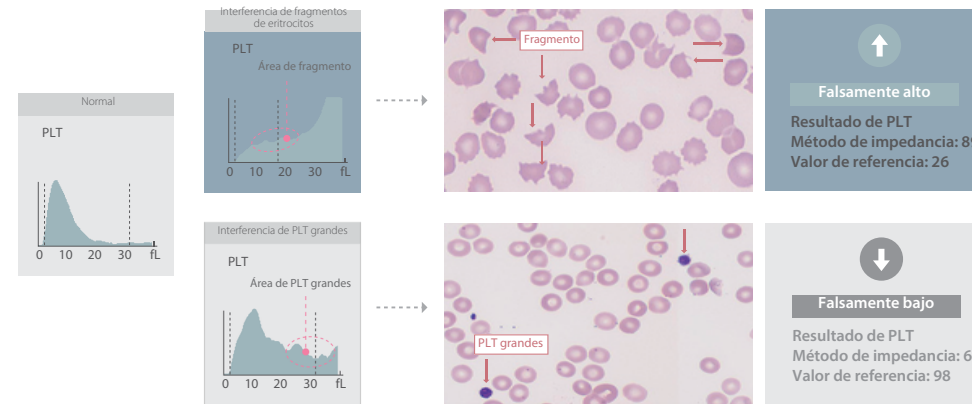 Normal
PLT
0 10 20 30 fL
Interferencia de fragmentos
de eritrocitos
PLT
Área de fragmento
0 10 20 30 fL
Fragmento
Falsamente alto
Resultado de PLT
Método de impedancia:
Valor de referencia: 26
Interferencia de PLT grandes
PLT
Área de PLT grandes
0 10 20 30 fL
PLT grandes
Falsamente bajo
Resultado de PLT
Método de impedancia:
Valor de referencia: 98